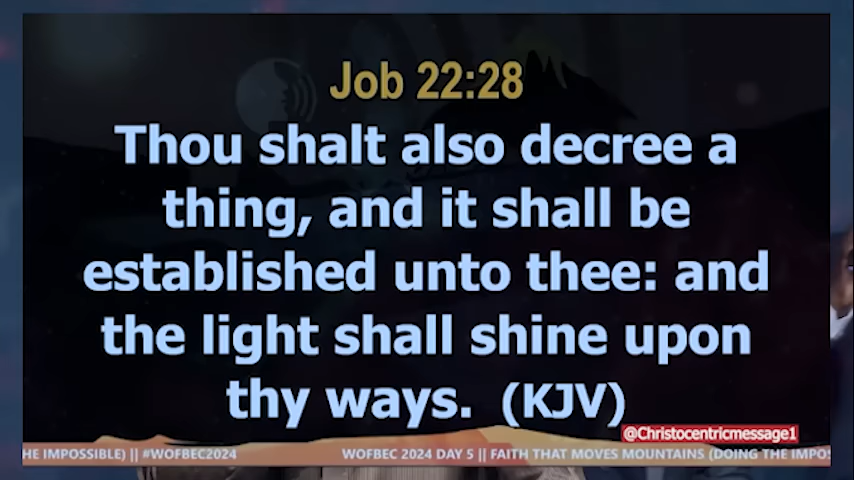 Job 22:28
Thou shalt also decree a
thing, and it shall be
established unto thee: and
the light shall shine upon
thy ways. (KJV)
@Christocentricmessage1
HE IMPOSSIBLE) || #WOFBEC2024 WOFBEC 2024 DAY 5 || FAITH THAT MOVES MOUNTAINS (DOING THE IMPOS